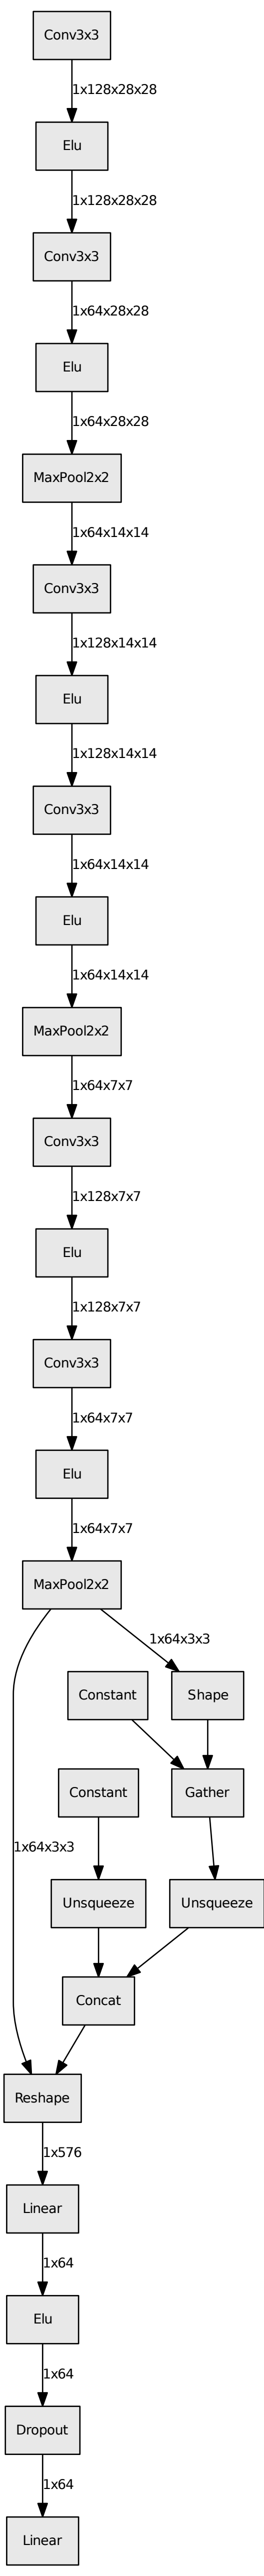 Conv3x3
1x128x28x28
Elu
1x128x28x28
Conv3x3
1x64x28x28
Elu
1x64x28x28
MaxPool2x2
1x64x14x14
Conv3x3
1x128x14x14
Elu
1x128x14x14
Conv3x3
1x64x14x14
Elu
1x64x14x14
MaxPool2x2
1x64x7x7
Conv3x3
1x128x7x7
Elu
1x128x7x7
Conv3x3
1x64x7x7
Elu
1x64x7x7
MaxPool2x2
1x64x3x3
Constant
Shape
Constant
Gather
1x64x3x3
Unsqueeze
Unsqueeze
Concat
Reshape
1x576
Linear
1x64
Elu
1x64
Dropout
1x64
Linear